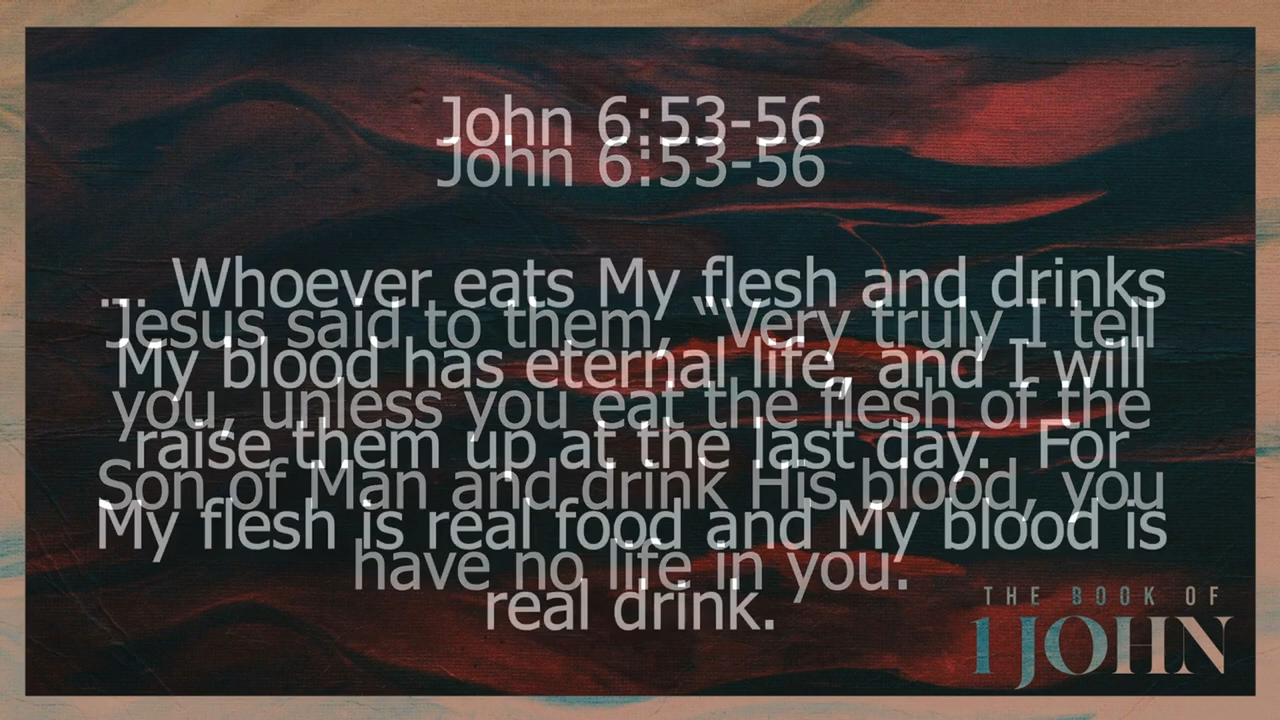 John 6:53-56
Jesus said to them, “Very truly I tell
you, unless you eat the flesh of the
Son of Man and drink His blood, you
have no life in you.
John 6:53-56
... Whoever eats My flesh and drinks
My blood has eternal life, and I will
raise them up at the last day. For
My flesh is real food and My blood is
real drink.
THE BOOK OF
1 JOHN